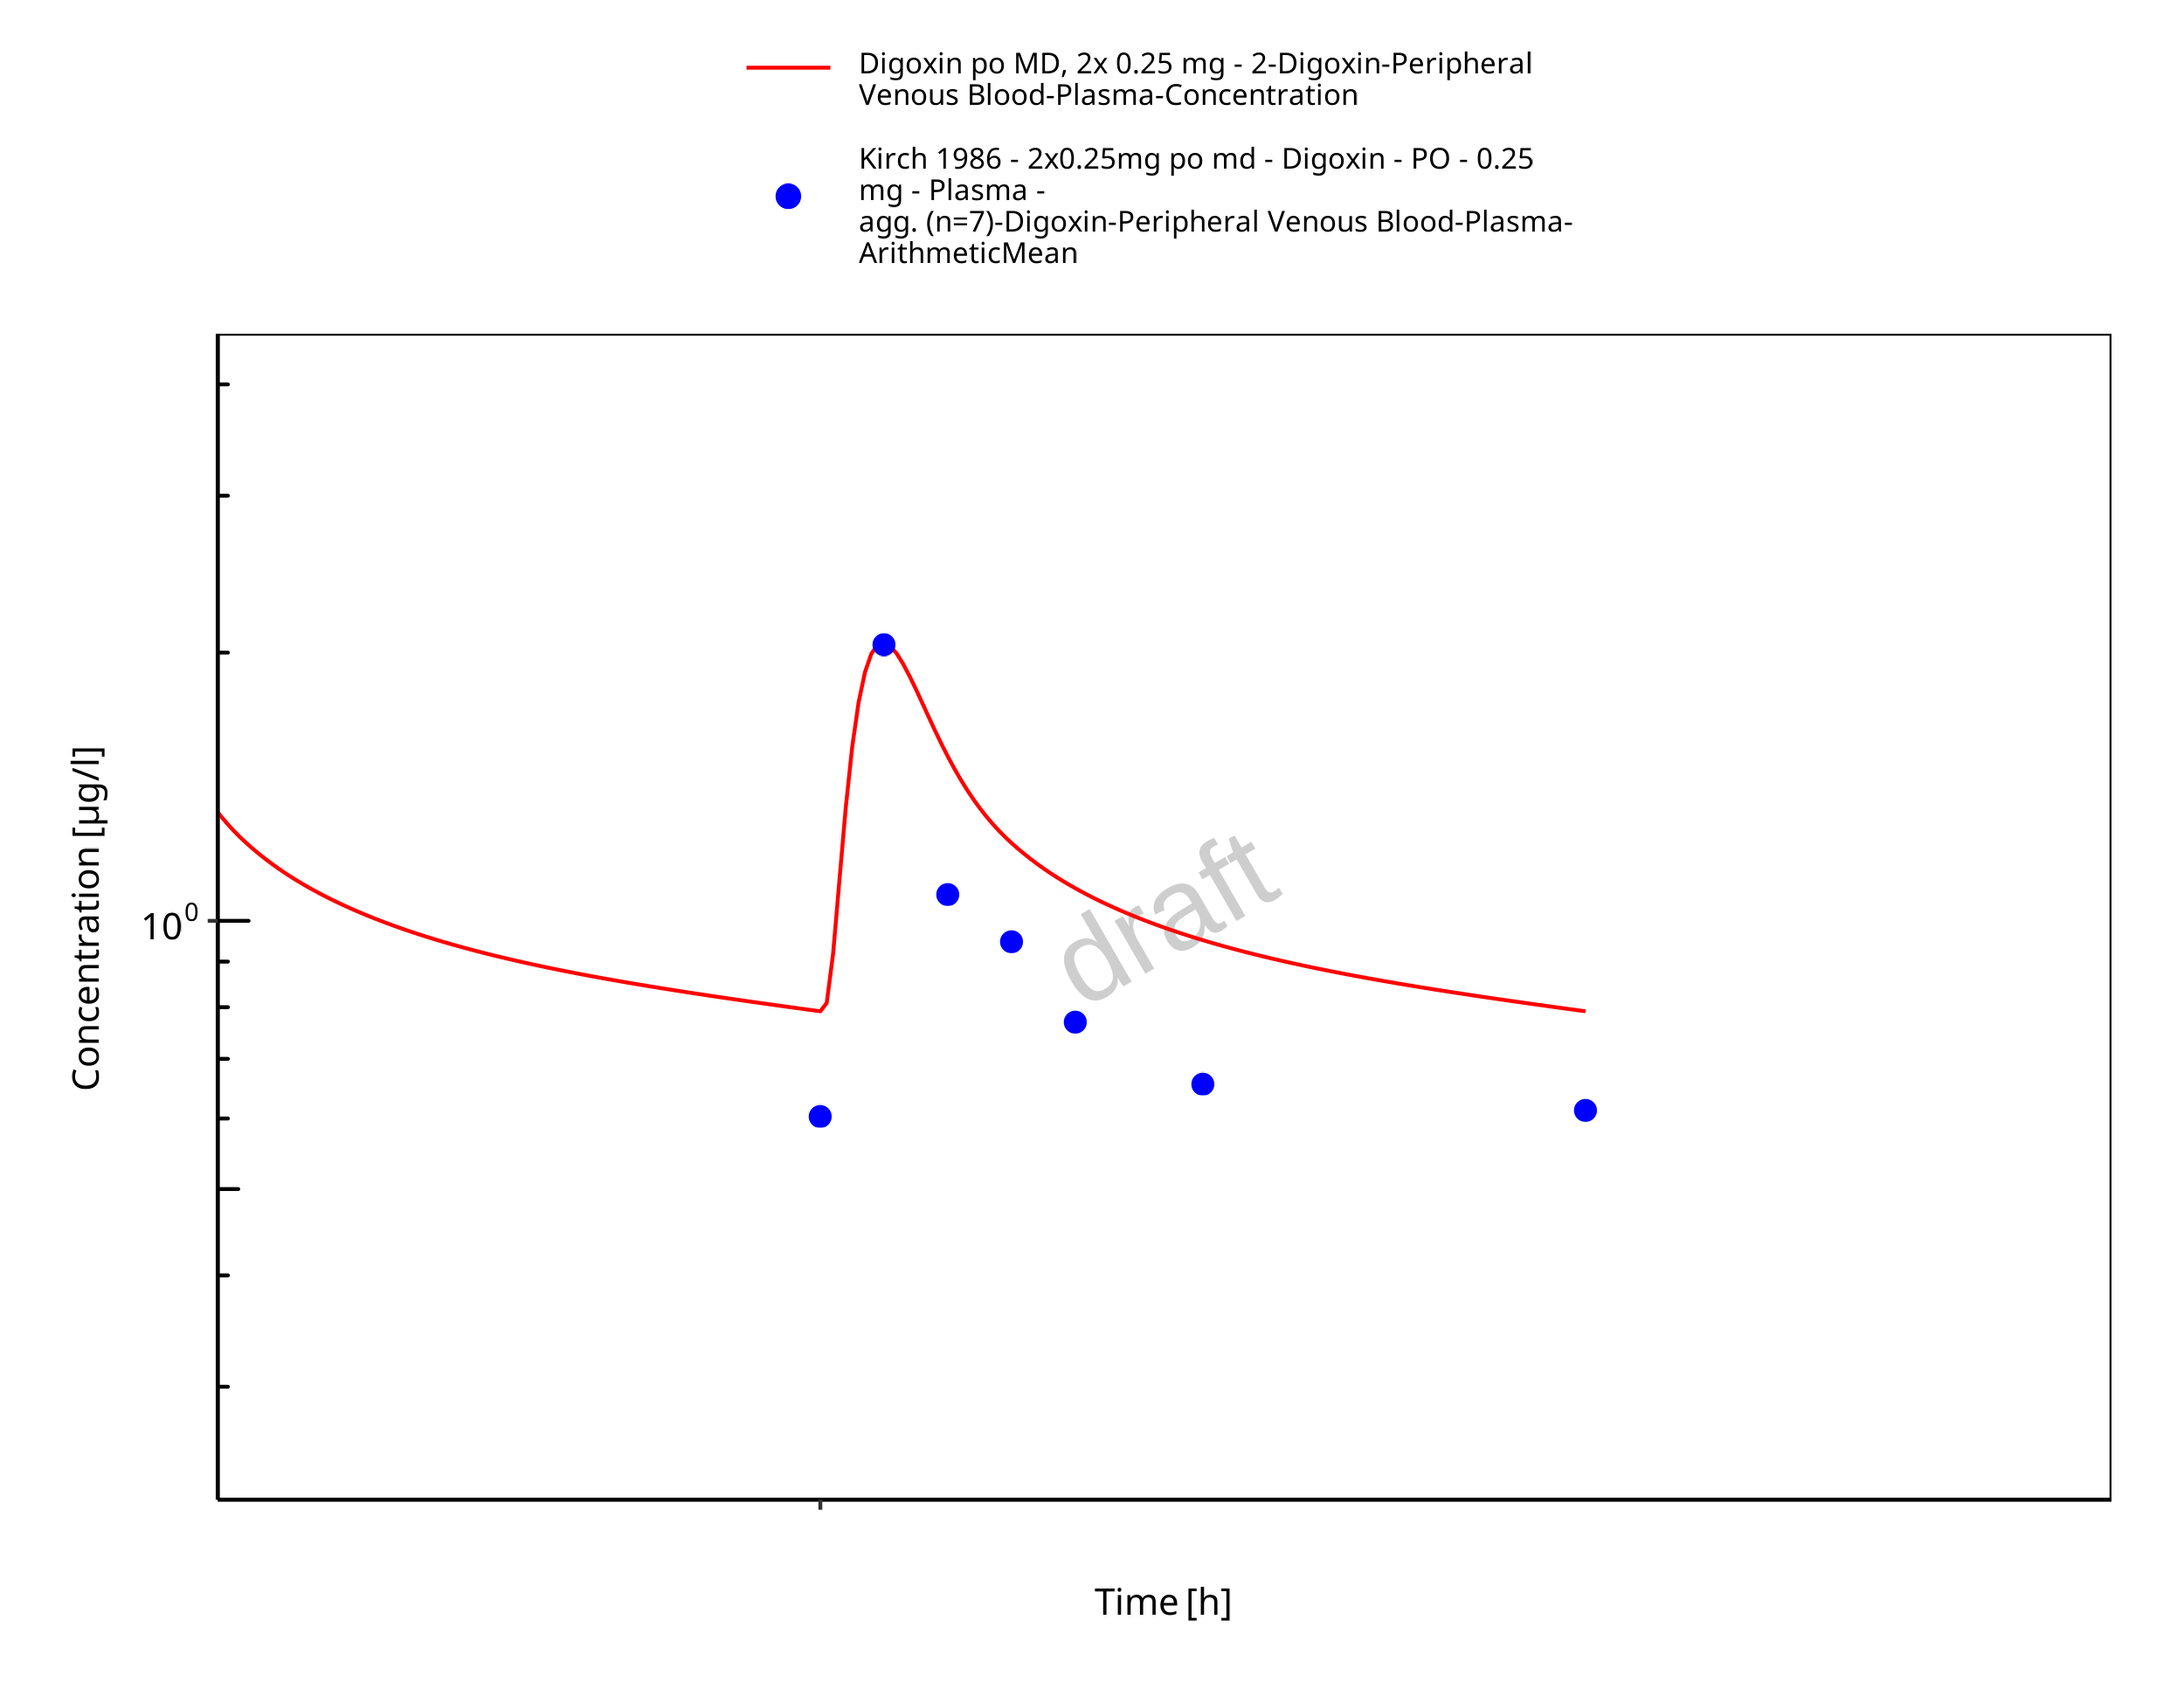 Digoxin po MD, 2x 0.25 mg - 2-Digoxin-Peripheral
Venous Blood-Plasma-Concentration
Kirch 1986 - 2x0.25mg po md - Digoxin - PO - 0.25
mg - Plasma -
agg. (n=7)-Digoxin-Peripheral Venous Blood-Plasma-
ArithmeticMean
Concentration [µg/l]
10⁰
draft
Time [h]